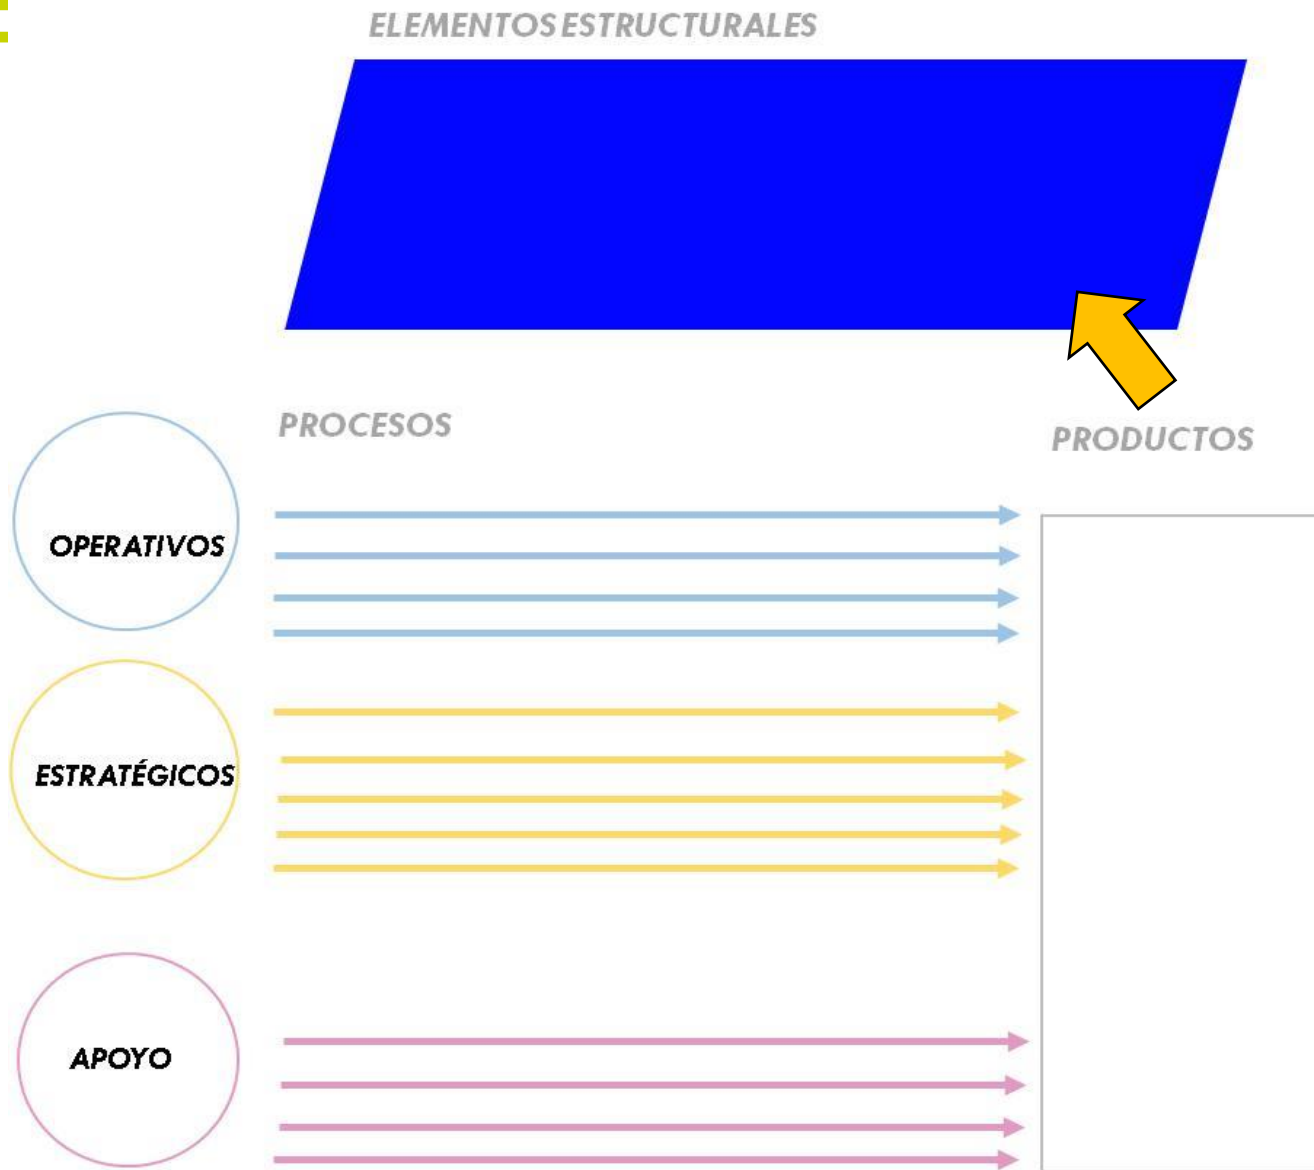 ELEMENTOS ESTRUCTURALES
PROCESOS
PRODUCTOS
OPERATIVOS
ESTRATÉGICOS
APOYO